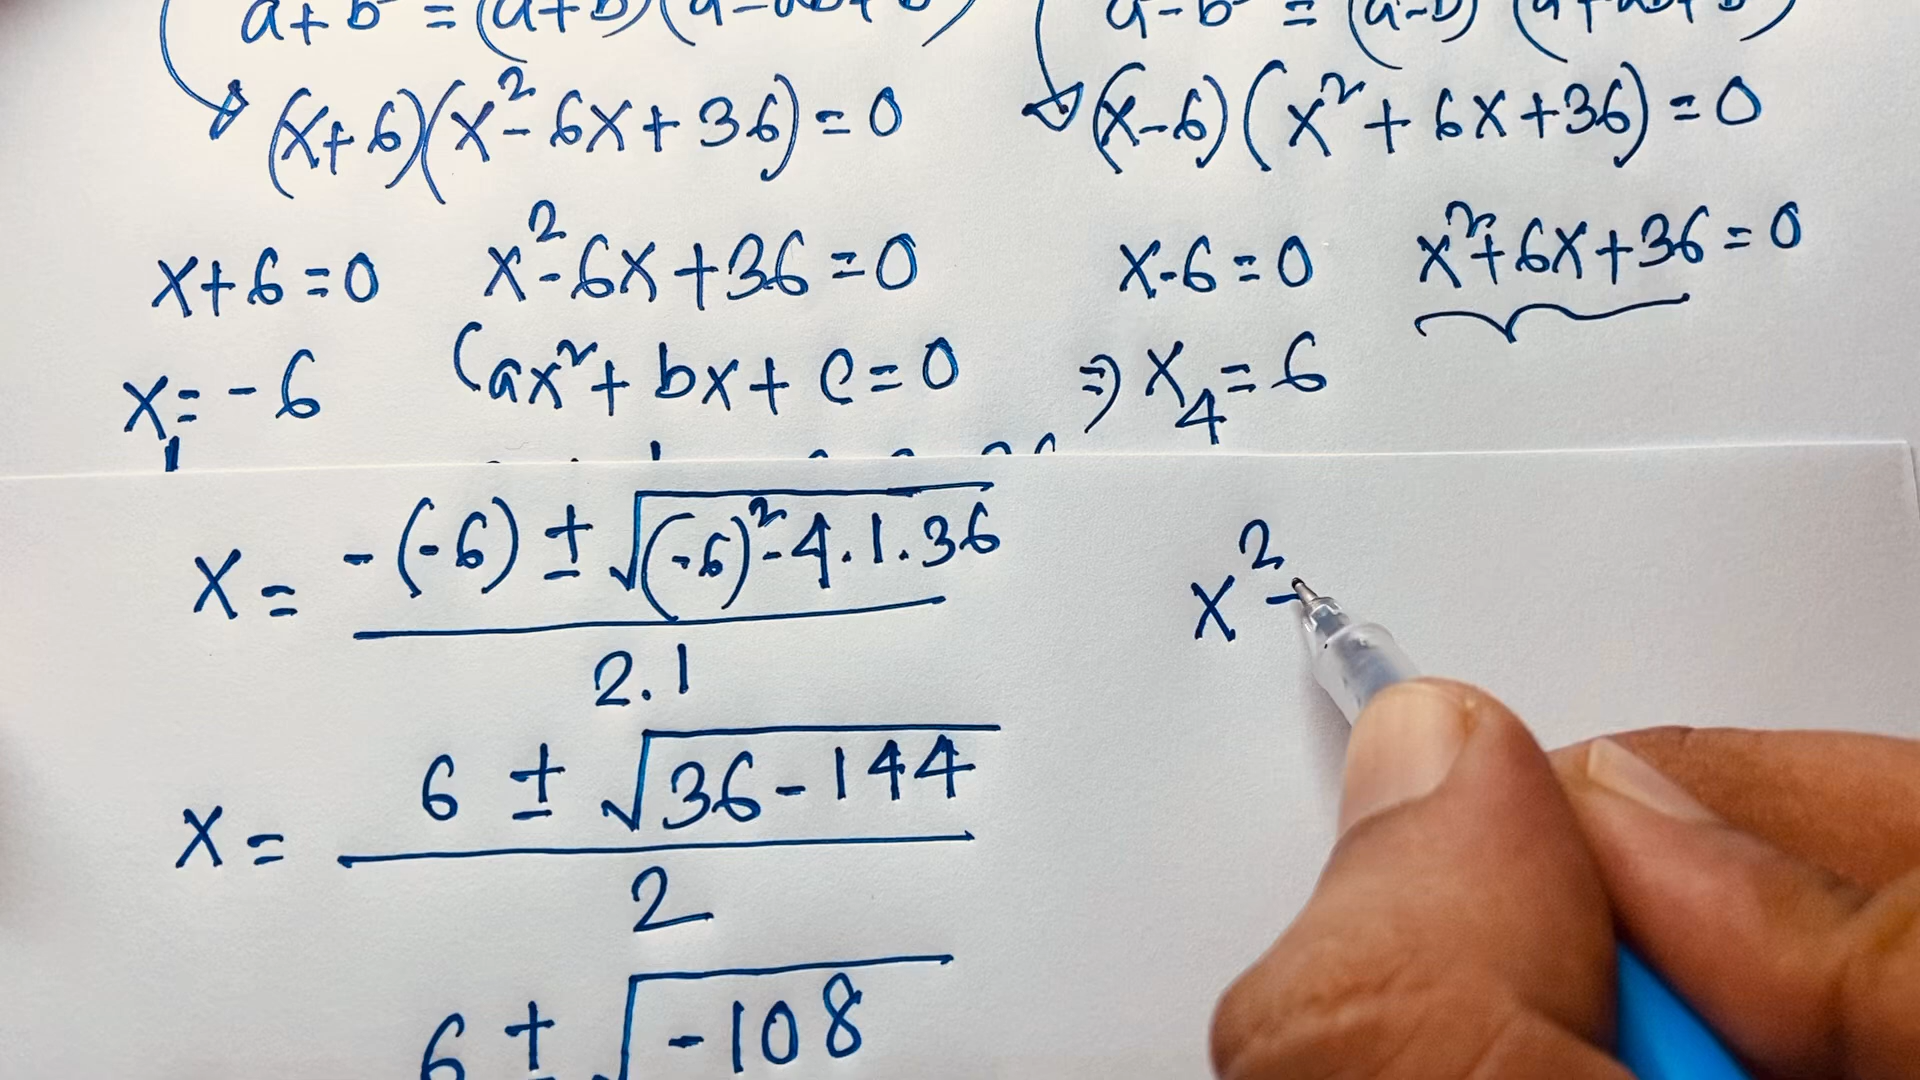 (x+6)(x²-6x+36)=0
(x-6)(x²+6x+36)=0
x+6=0 x²-6x+36=0
x-6=0 x²+6x+36=0
x₁=-6 (ax²+bx+c=0
⇒ x₄=6
x = (-(-6) ± √((-6)²-4.1.36)) / 2.1
x = (6 ± √(36-144)) / 2
6 ± √(-108)
x² -